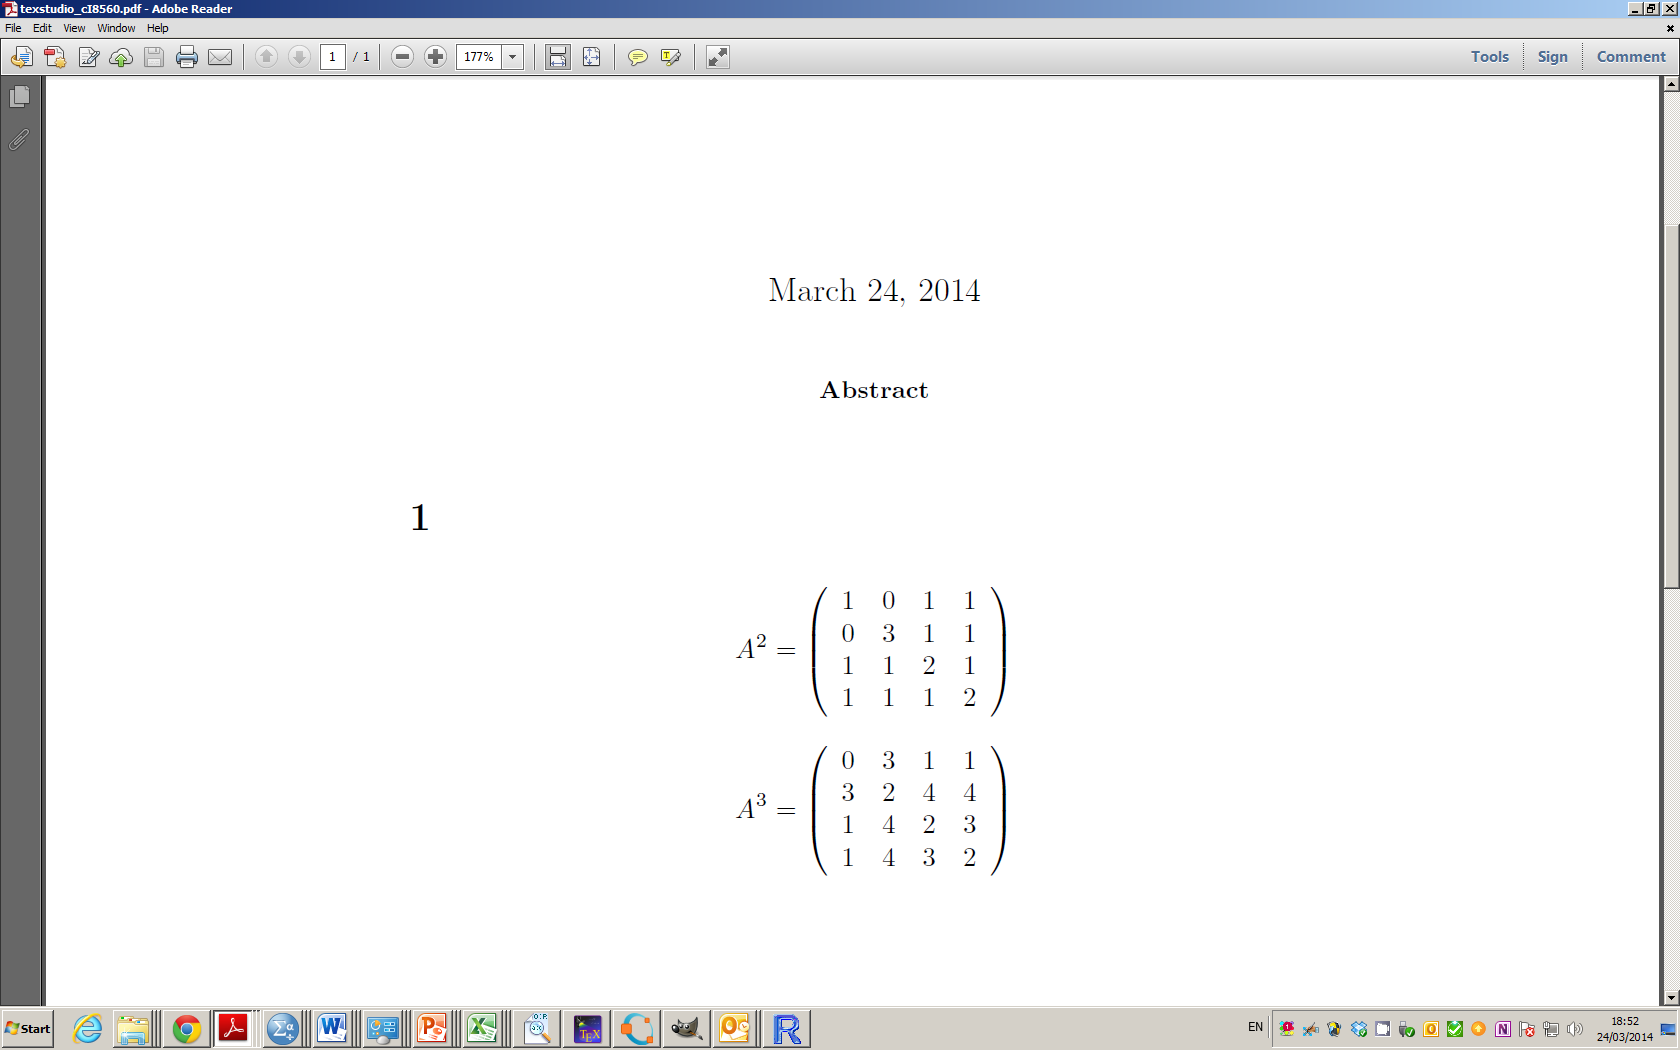 texstudio_cI8560.pdf - Adobe Reader
File Edit View Window Help
1 / 1 177% Tools Sign Comment
March 24, 2014
Abstract
1
A² = ( 1 0 1 1
0 3 1 1
1 1 2 1
1 1 1 2 )
A³ = ( 0 3 1 1
3 2 4 4
1 4 2 3
1 4 3 2 )
Start EN 18:52
24/03/2014